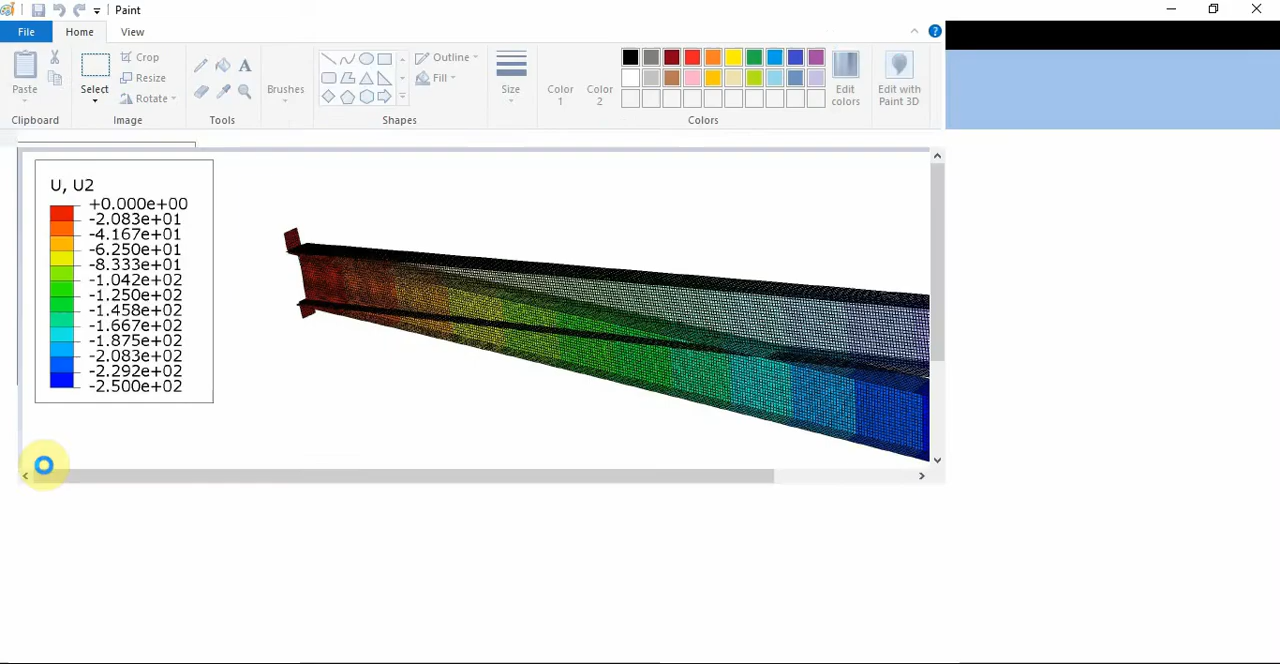 Paint
File
Home
View
Paste
Select
Crop
Resize
Rotate
Brushes
Outline
Fill
Size
Color
1
Color
2
Edit
colors
Edit with
Paint 3D
Clipboard
Image
Tools
Shapes
Colors
U, U2
+0.000e+00
-2.083e+01
-4.167e+01
-6.250e+01
-8.333e+01
-1.042e+02
-1.250e+02
-1.458e+02
-1.667e+02
-1.875e+02
-2.083e+02
-2.292e+02
-2.500e+02